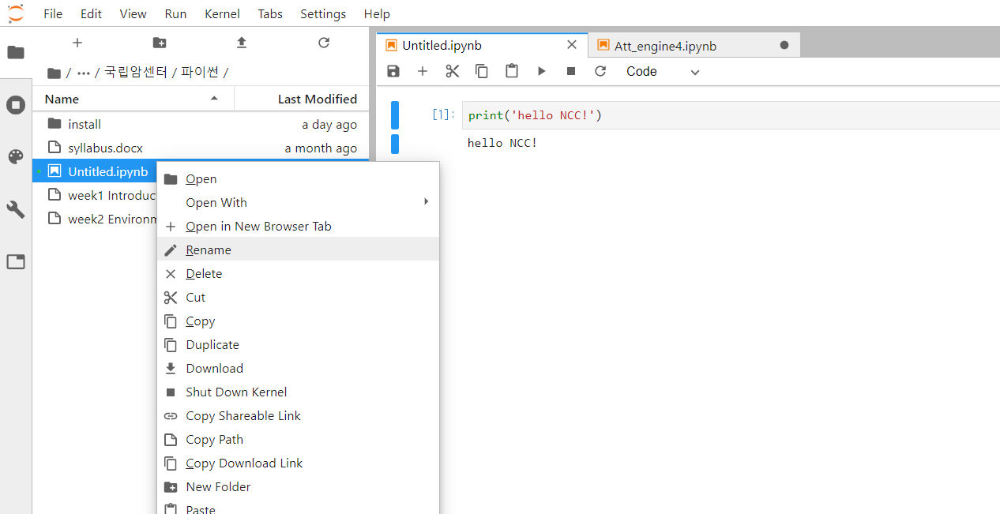 File Edit View Run Kernel Tabs Settings Help
Untitled.ipynb Att_engine4.ipynb
/ ••• / 국립암센터 / 파이썬 /
Code
Name Last Modified
install a day ago
syllabus.docx a month ago
Untitled.ipynb
week1 Introduc
week2 Environm
[1]: print('hello NCC!')
hello NCC!
Open
Open With
Open in New Browser Tab
Rename
Delete
Cut
Copy
Duplicate
Download
Shut Down Kernel
Copy Shareable Link
Copy Path
Copy Download Link
New Folder
Paste